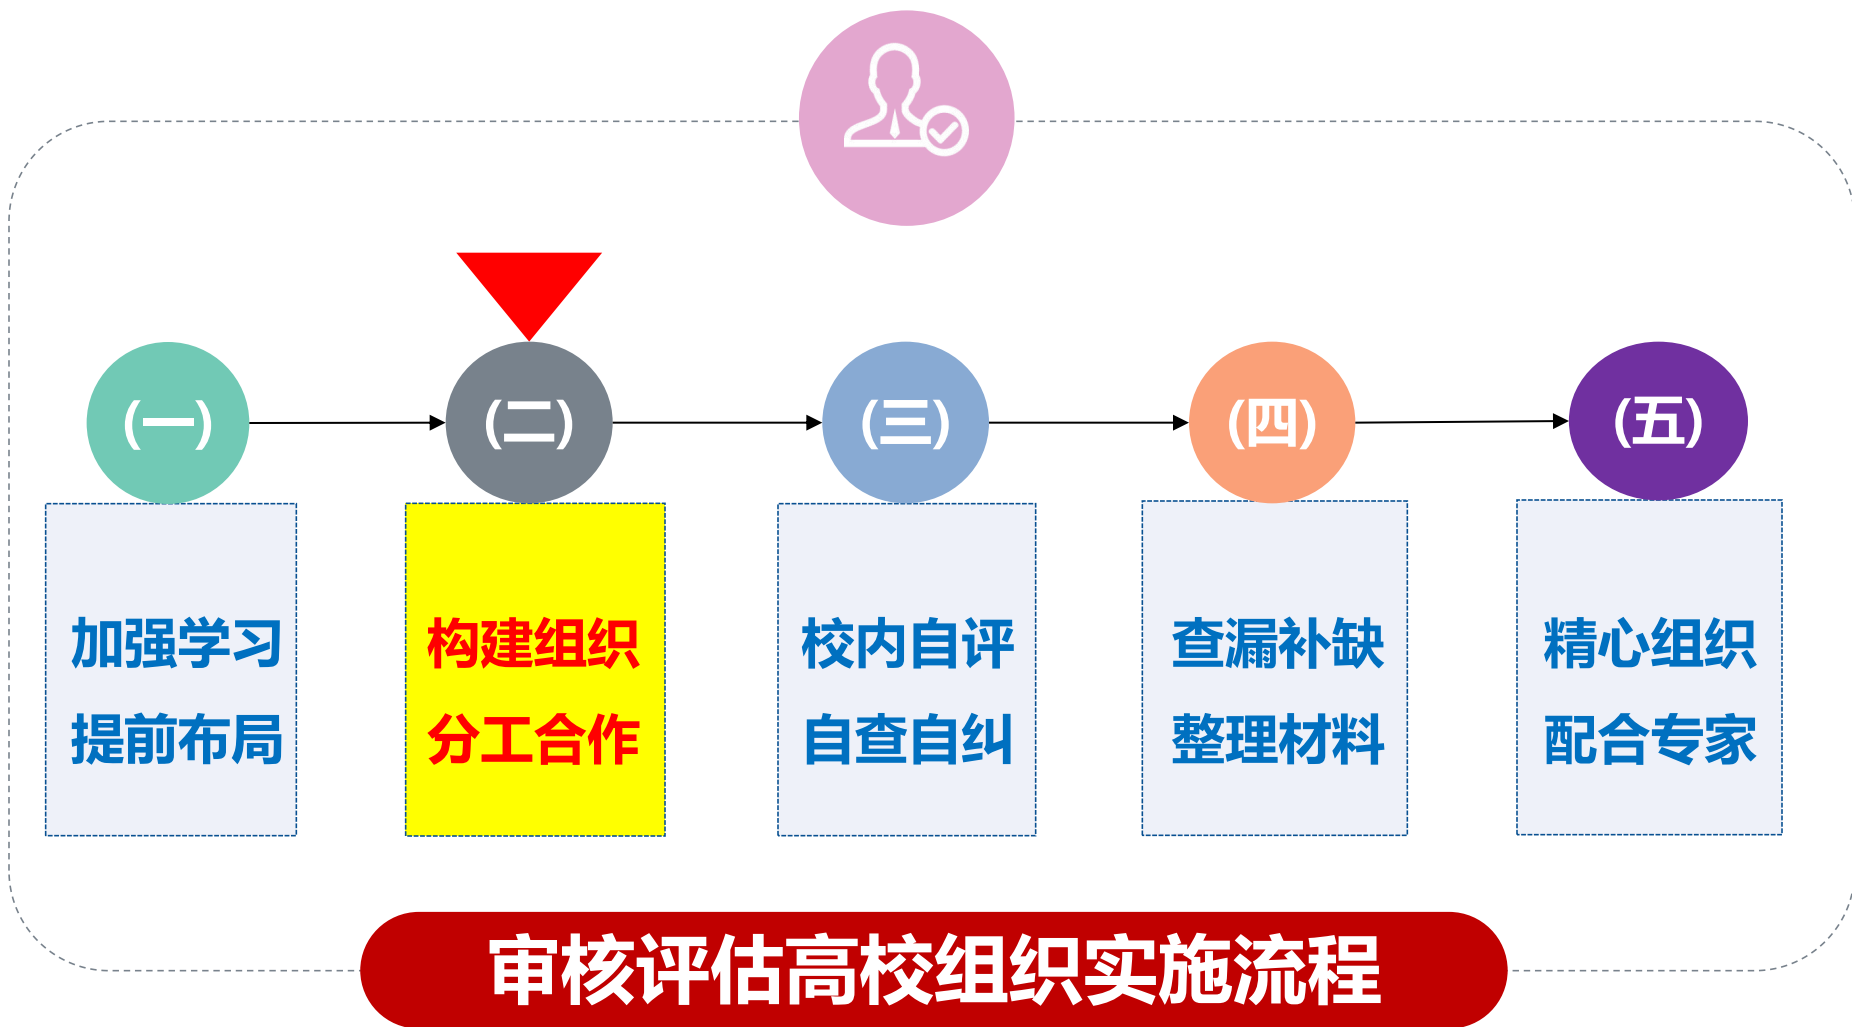 (一)
(二)
(三)
(四)
(五)
加强学习
提前布局
构建组织
分工合作
校内自评
自查自纠
查漏补缺
整理材料
精心组织
配合专家
审核评估高校组织实施流程